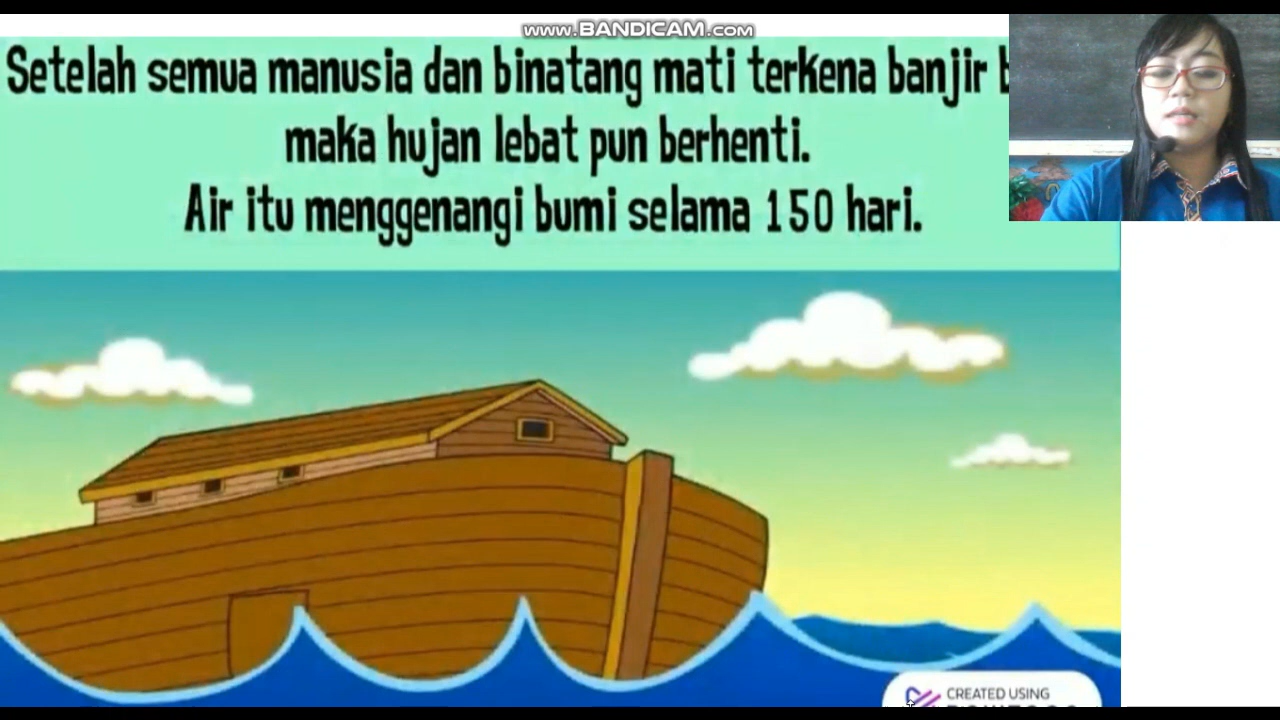 www.BANDICAM.com
Setelah semua manusia dan binatang mati terkena banjir
maka hujan lebat pun berhenti.
Air itu menggenangi bumi selama 150 hari.
CREATED USING